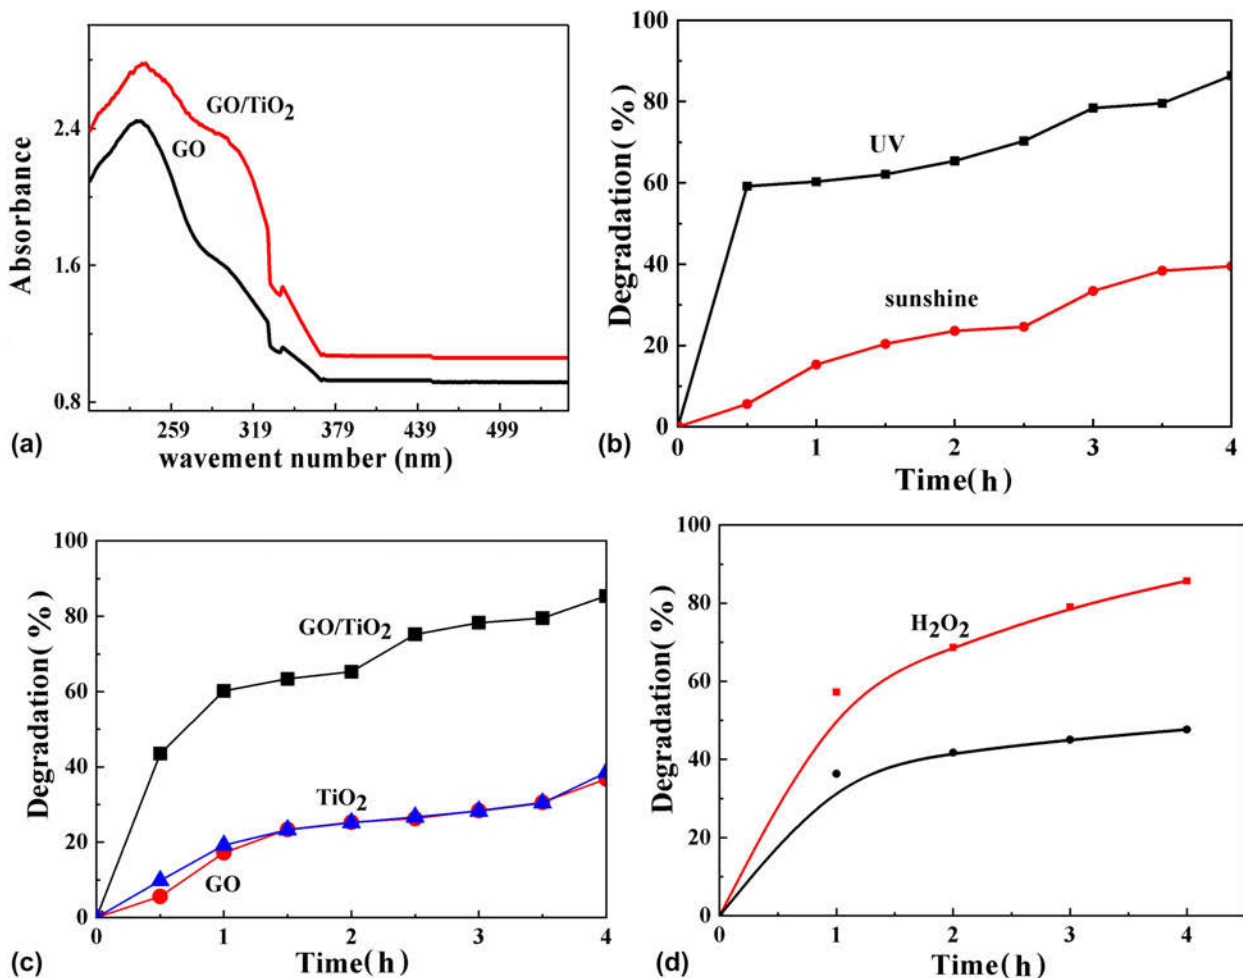 Absorbance
2.4
1.6
0.8
GO/TiO2
GO
259 319 379 439 499
wavement number (nm)
(a)
Degradation(%)
100
80
60
40
20
0
UV
sunshine
0 1 2 3 4
Time(h)
(b)
Degradation(%)
100
80
60
40
20
0
GO/TiO2
TiO2
GO
0 1 2 3 4
Time(h)
(c)
Degradation(%)
100
80
60
40
20
0
H2O2
0 1 2 3 4
Time(h)
(d)